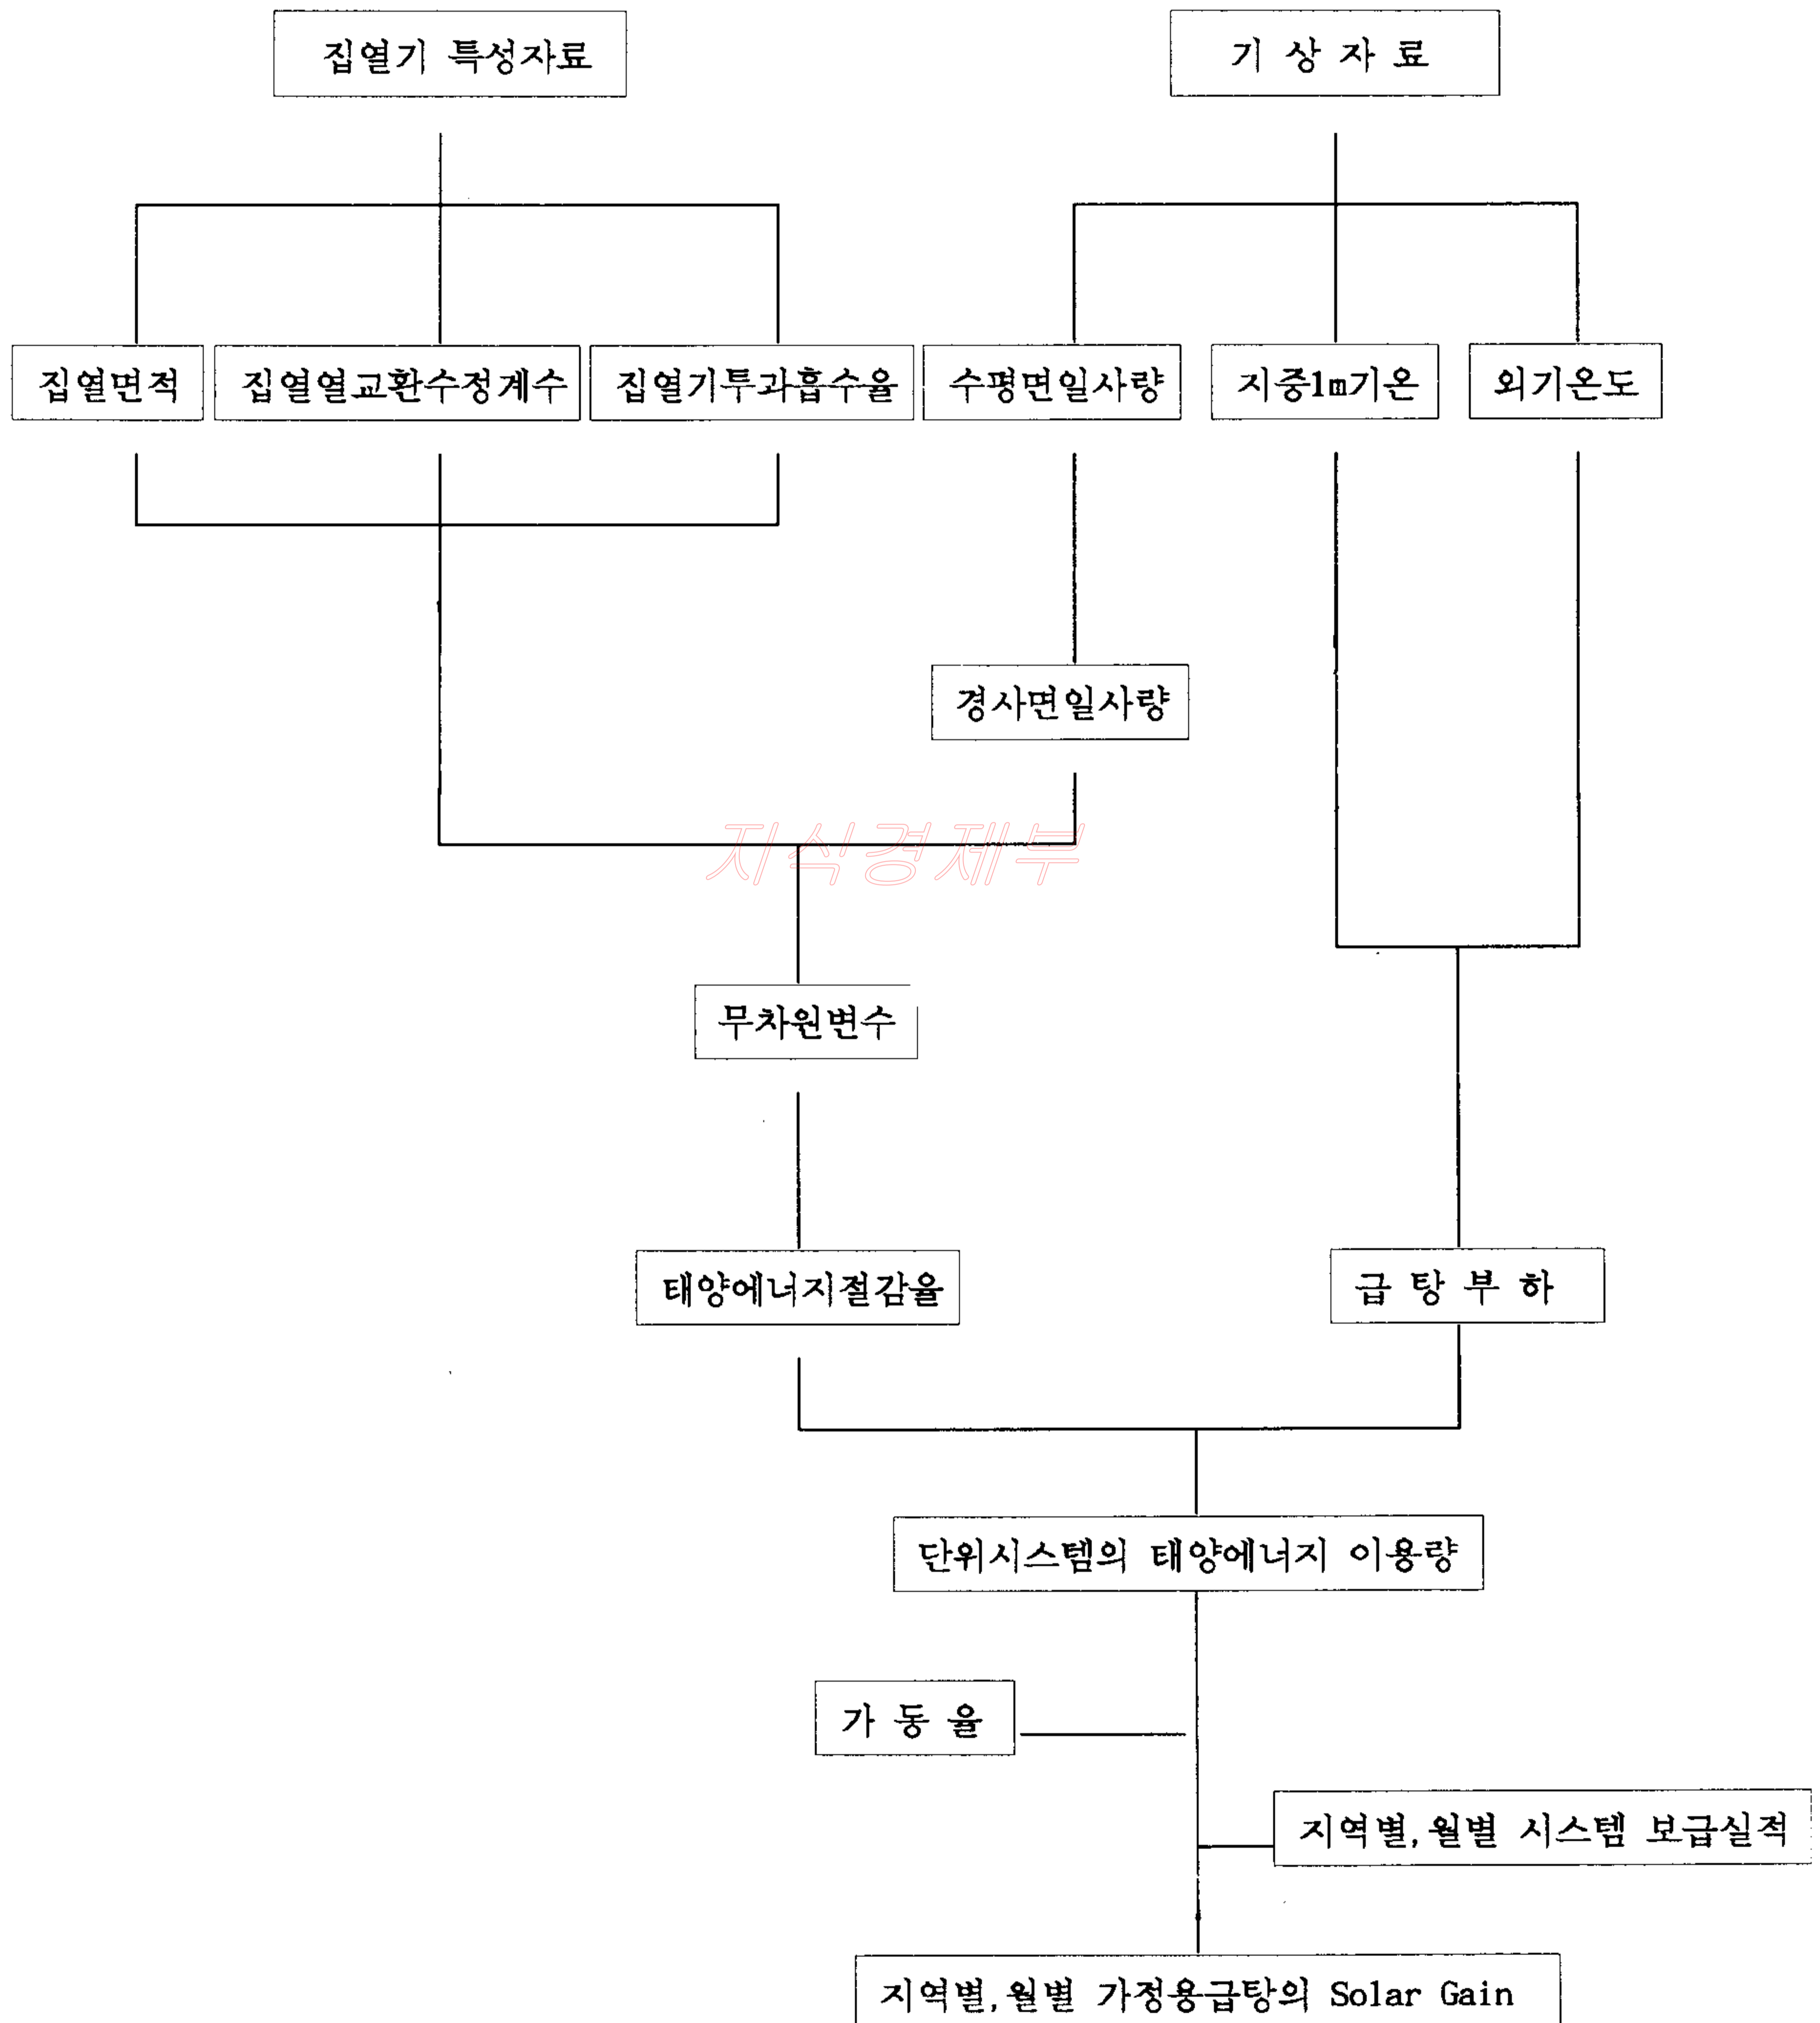 집열기 특성자료
기 상 자 료
집열면적
집열열교환수정계수
집열기투과흡수율
수평면일사량
지중1m기온
외기온도
경사면일사량
지식경제부
무차원변수
태양에너지절감율
급 탕 부 하
단위시스템의 태양에너지 이용량
가 동 율
지역별,월별 시스템 보급실적
지역별,월별 가정용급탕의 Solar Gain